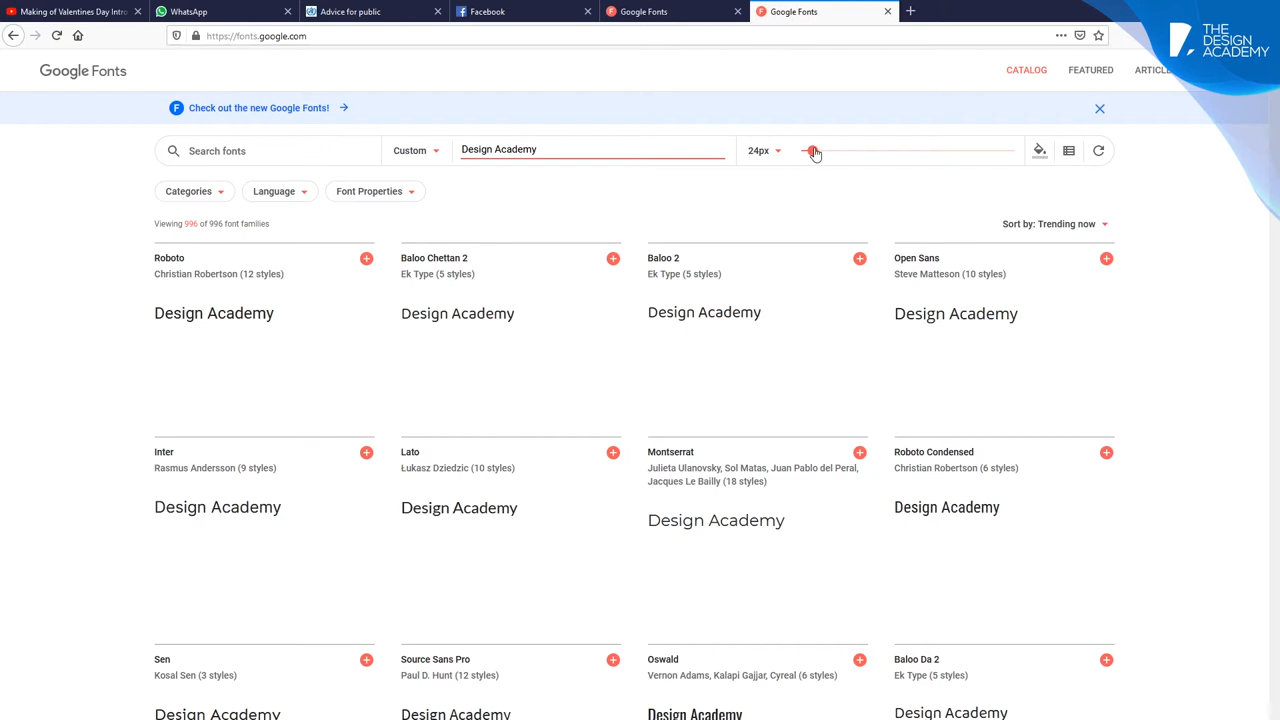 Making of Valentines Day Intro
WhatsApp
Advice for public
Facebook
Google Fonts
Google Fonts
https://fonts.google.com
THE
DESIGN
ACADEMY
Google Fonts
CATALOG
FEATURED
ARTICLE
Check out the new Google Fonts!
Search fonts
Custom
Design Academy
24px
Categories
Language
Font Properties
Viewing 996 of 996 font families
Sort by: Trending now
Roboto
Christian Robertson (12 styles)
Design Academy
Baloo Chettan 2
Ek Type (5 styles)
Design Academy
Baloo 2
Ek Type (5 styles)
Design Academy
Open Sans
Steve Matteson (10 styles)
Design Academy
Inter
Rasmus Andersson (9 styles)
Design Academy
Lato
Łukasz Dziedzic (10 styles)
Design Academy
Montserrat
Julieta Ulanovsky, Sol Matas, Juan Pablo del Peral,
Jacques Le Bailly (18 styles)
Design Academy
Roboto Condensed
Christian Robertson (6 styles)
Design Academy
Sen
Kosal Sen (3 styles)
Design Academy
Source Sans Pro
Paul D. Hunt (12 styles)
Design Academy
Oswald
Vernon Adams, Kalapi Gajjar, Cyreal (6 styles)
Design Academy
Baloo Da 2
Ek Type (5 styles)
Design Academy